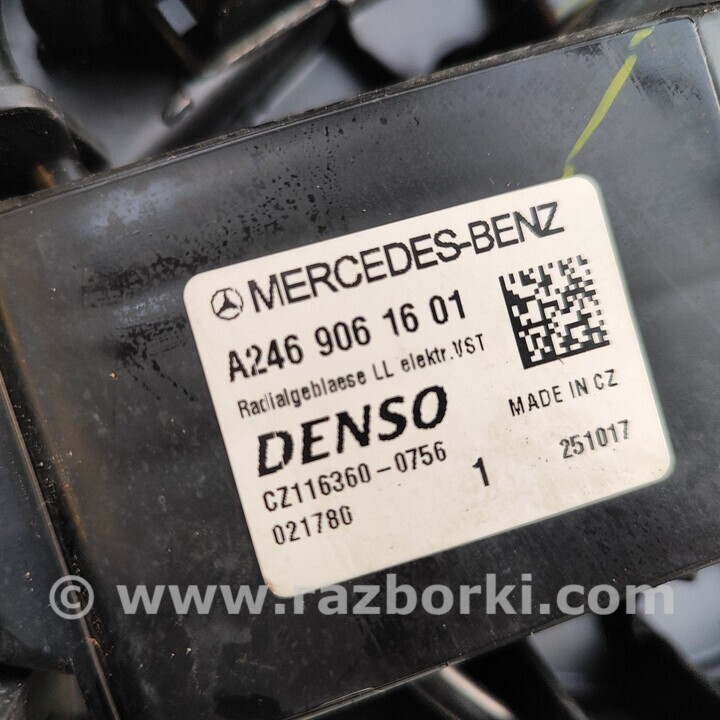 MERCEDES-BENZ
A246 906 16 01
Radialgeblaese LL elektr. VST
DENSO
MADE IN CZ
CZ116360-0756 1 251017
021780
© www.razborki.com